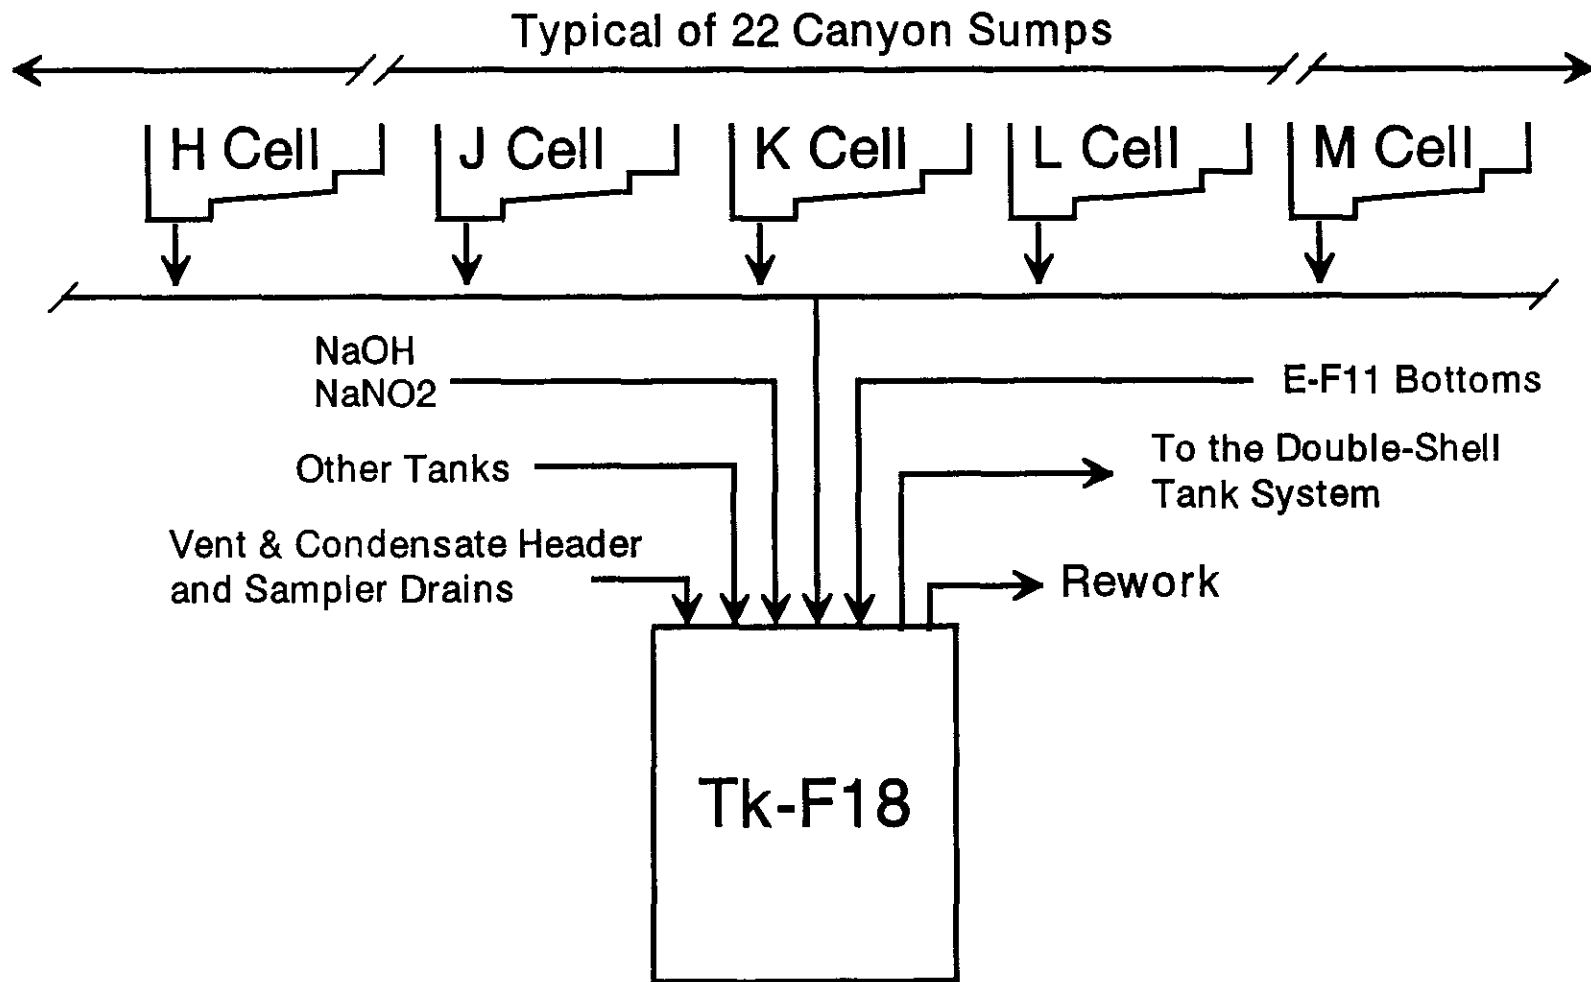 Typical of 22 Canyon Sumps
H Cell
J Cell
K Cell
L Cell
M Cell
NaOH
NaNO2
E-F11 Bottoms
Other Tanks
To the Double-Shell
Tank System
Vent & Condensate Header
and Sampler Drains
Rework
Tk-F18